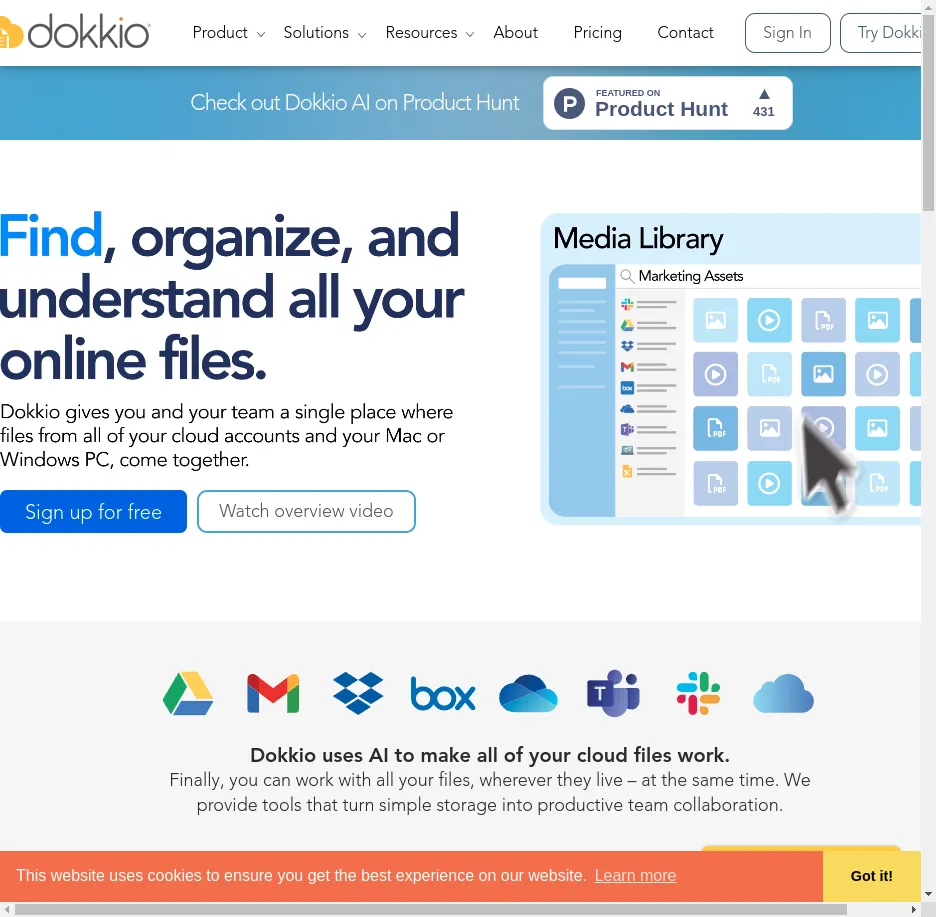 dokkio
Product Solutions Resources About Pricing Contact Sign In Try Dokki
Check out Dokkio AI on Product Hunt
P FEATURED ON
Product Hunt
431
Find, organize, and
understand all your
online files.
Dokkio gives you and your team a single place where
files from all of your cloud accounts and your Mac or
Windows PC, come together.
Sign up for free
Watch overview video
Media Library
Marketing Assets
PDF
PDF
PDF
PDF
PDF
box
box
T
Dokkio uses AI to make all of your cloud files work.
Finally, you can work with all your files, wherever they live – at the same time. We
provide tools that turn simple storage into productive team collaboration.
This website uses cookies to ensure you get the best experience on our website. Learn more
Got it!